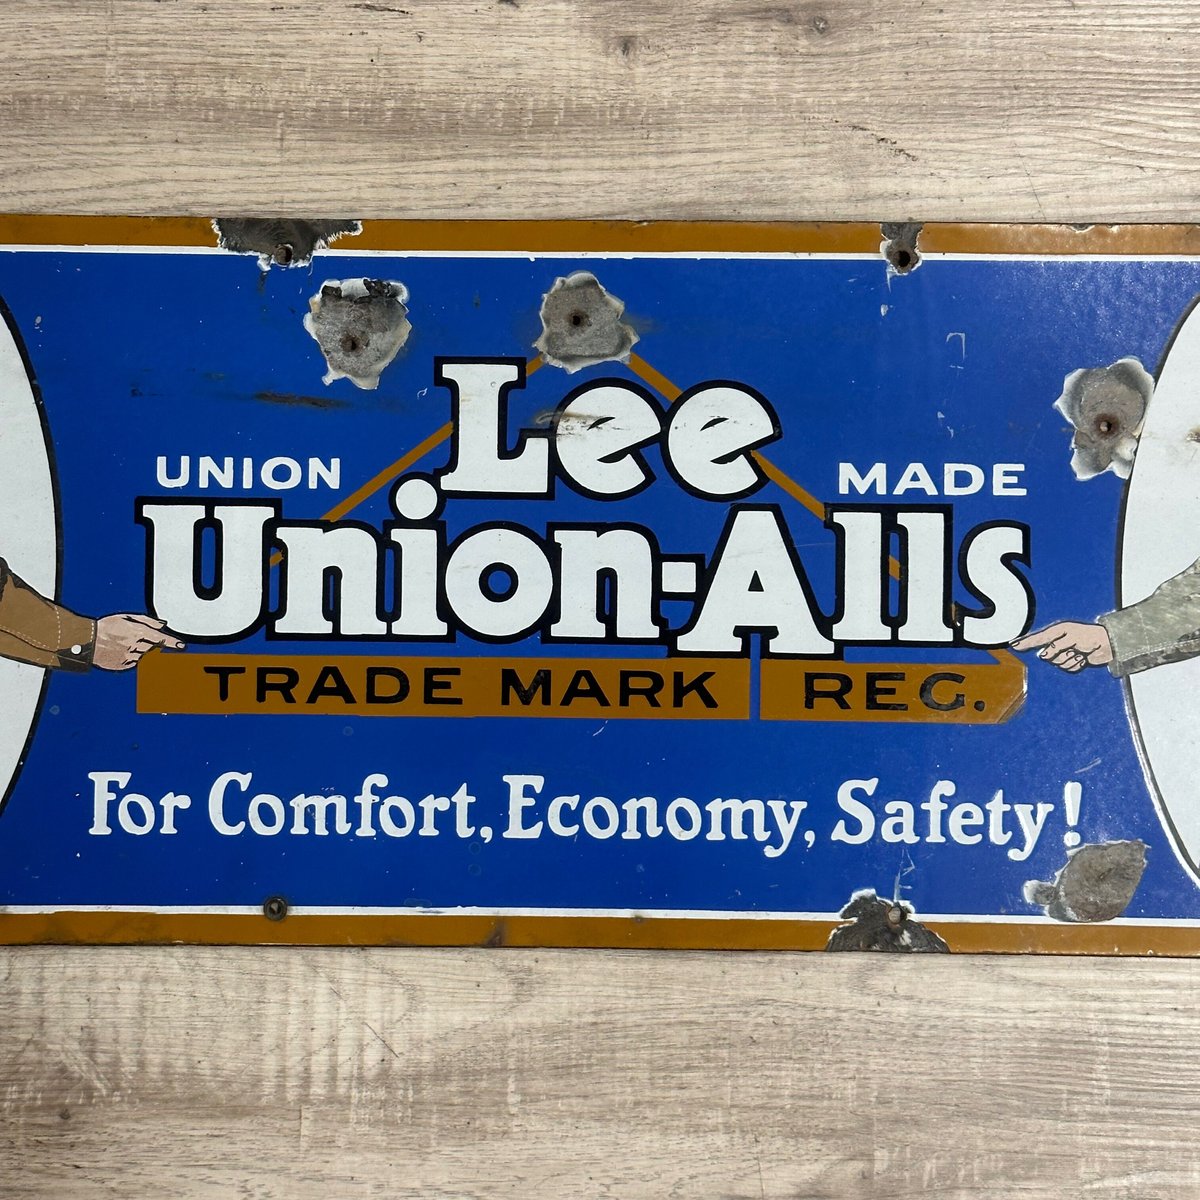 Lee
UNION MADE
Union-Alls
TRADE MARK REG.
For Comfort, Economy, Safety!